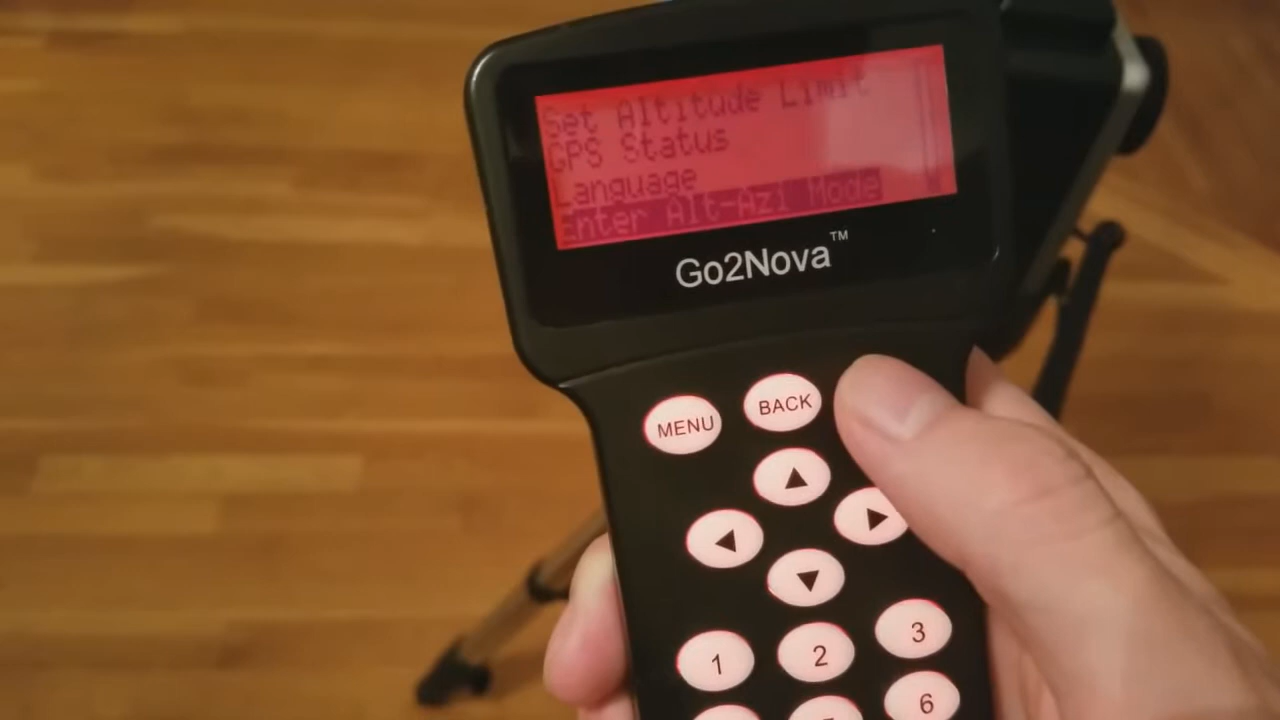 Set Altitude Limit
GPS Status
Language
Enter Alt-Azi Mode
Go2Nova™
MENU BACK
1 2 3
6